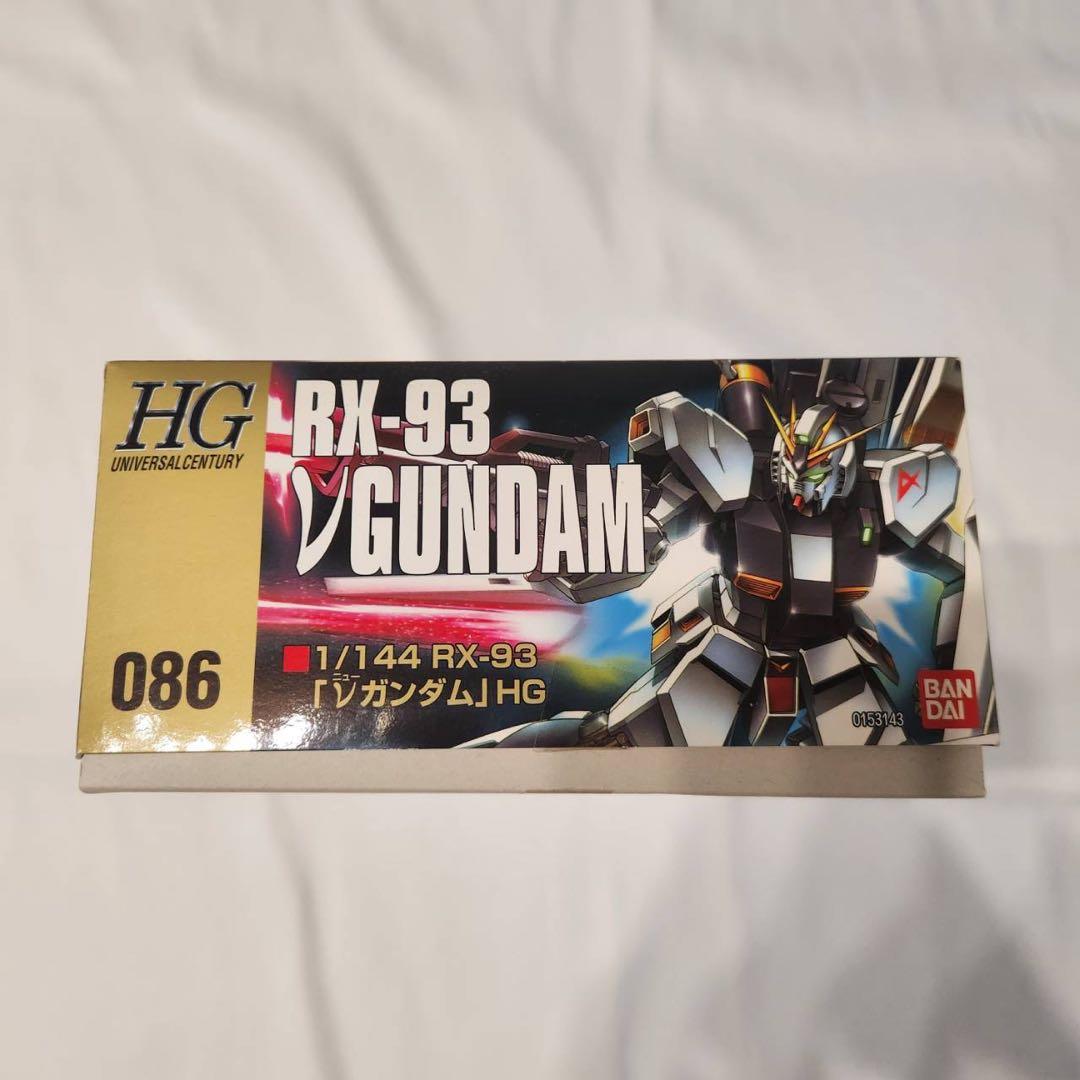 HG
UNIVERSALCENTURY
086
RX-93
νGUNDAM
1/144 RX-93
ニュー
「νガンダム」HG
0153143
BAN
DAI